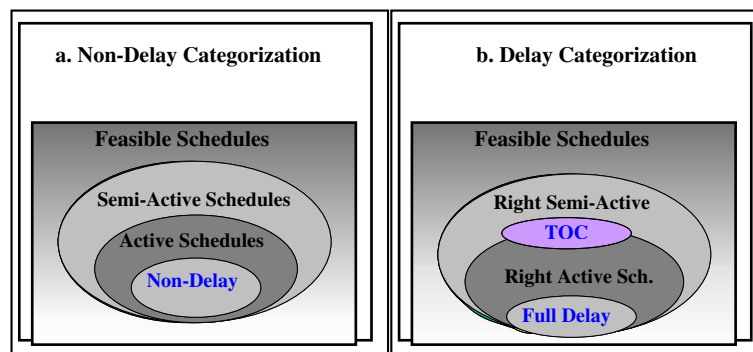 a. Non-Delay Categorization
Feasible Schedules
Semi-Active Schedules
Active Schedules
Non-Delay
b. Delay Categorization
Feasible Schedules
Right Semi-Active
TOC
Right Active Sch.
Full Delay